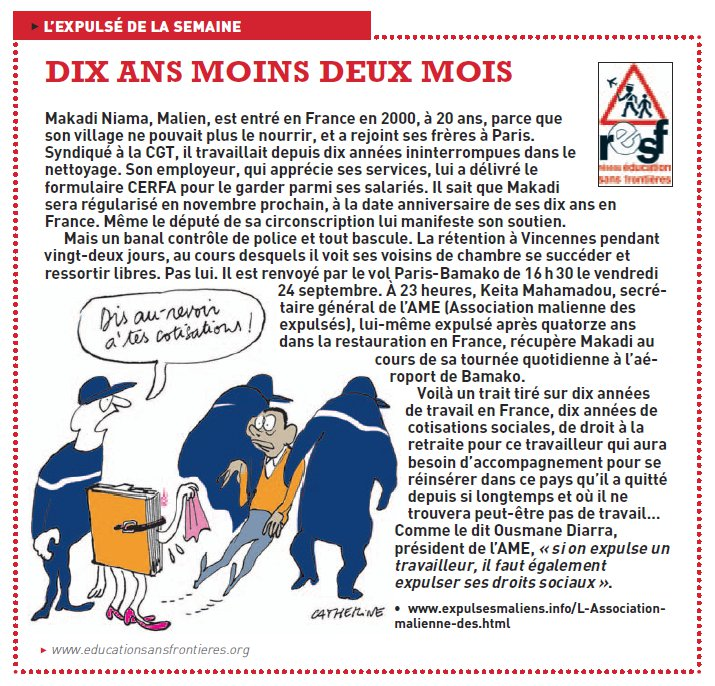 ▸ L'EXPULSÉ DE LA SEMAINE
DIX ANS MOINS DEUX MOIS
resf
réseau éducation
sans frontières
Makadi Niama, Malien, est entré en France en 2000, à 20 ans, parce que
son village ne pouvait plus le nourrir, et a rejoint ses frères à Paris.
Syndiqué à la CGT, il travaillait depuis dix années ininterrompues dans le
nettoyage. Son employeur, qui apprécie ses services, lui a délivré le
formulaire CERFA pour le garder parmi ses salariés. Il sait que Makadi
sera régularisé en novembre prochain, à la date anniversaire de ses dix ans en
France. Même le député de sa circonscription lui manifeste son soutien.
Mais un banal contrôle de police et tout bascule. La rétention à Vincennes pendant
vingt-deux jours, au cours desquels il voit ses voisins de chambre se succéder et
ressortir libres. Pas lui. Il est renvoyé par le vol Paris-Bamako de 16 h 30 le vendredi
24 septembre. À 23 heures, Keita Mahamadou, secré-
taire général de l'AME (Association malienne des
expulsés), lui-même expulsé après quatorze ans
dans la restauration en France, récupère Makadi au
cours de sa tournée quotidienne à l'aé-
roport de Bamako.
Voilà un trait tiré sur dix années
de travail en France, dix années de
cotisations sociales, de droit à la
retraite pour ce travailleur qui aura
besoin d'accompagnement pour se
réinsérer dans ce pays qu'il a quitté
depuis si longtemps et où il ne
trouvera peut-être pas de travail...
Comme le dit Ousmane Diarra,
président de l'AME, « si on expulse un
travailleur, il faut également
expulser ses droits sociaux ».
• www.expulsesmaliens.info/L-Association-
malienne-des.html
Dis au-revoir
à tes cotisations !
CATHERINE
▸ www.educationsansfrontieres.org